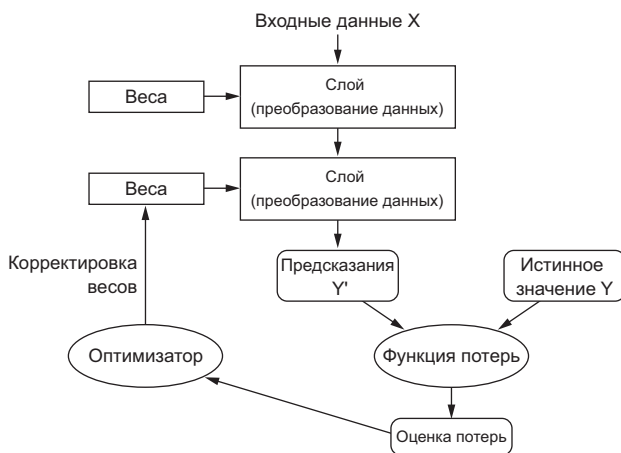 Входные данные X
Слой
(преобразование данных)
Веса
Слой
(преобразование данных)
Веса
Корректировка
весов
Предсказания
Y'
Истинное
значение Y
Оптимизатор
Функция потерь
Оценка потерь